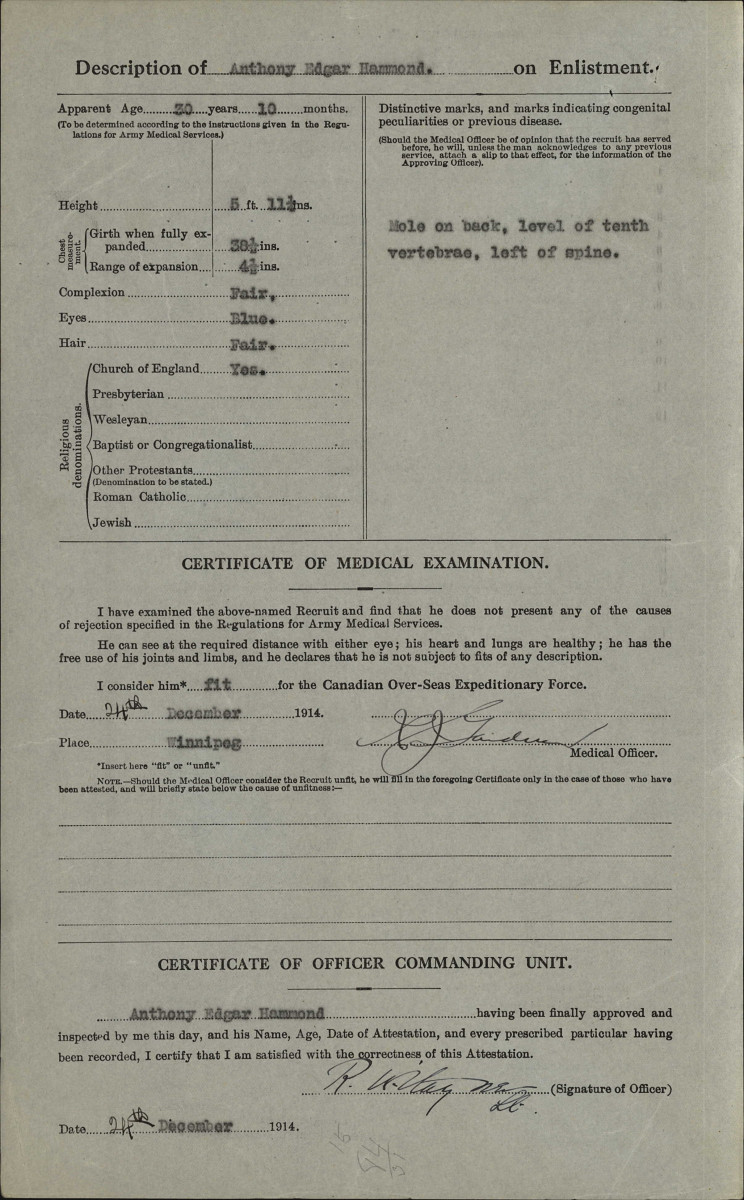 Description of Anthony Edgar Hammond. on Enlistment.
Apparent Age 30 years 10 months.
(To be determined according to the instructions given in the Regu-
lations for Army Medical Services.)
Height 5 ft. 11½ ins.
Chest measure-
ment.
Girth when fully ex-
panded 38½ ins.
Range of expansion 4½ ins.
Complexion Fair,
Eyes Blue.
Hair Fair.
Religious
denominations.
Church of England Yes.
Presbyterian
Wesleyan
Baptist or Congregationalist
Other Protestants
(Denomination to be stated.)
Roman Catholic
Jewish
Distinctive marks, and marks indicating congenital
peculiarities or previous disease.
(Should the Medical Officer be of opinion that the recruit has served
before, he will, unless the man acknowledges to any previous
service, attach a slip to that effect, for the information of the
Approving Officer).
Mole on back, level of tenth
vertebrae, left of spine.
CERTIFICATE OF MEDICAL EXAMINATION.
I have examined the above-named Recruit and find that he does not present any of the causes
of rejection specified in the Regulations for Army Medical Services.
He can see at the required distance with either eye; his heart and lungs are healthy; he has the
free use of his joints and limbs, and he declares that he is not subject to fits of any description.
I consider him* fit for the Canadian Over-Seas Expeditionary Force.
Date 24th December 1914.
Place Winnipeg
Medical Officer.
*Insert here "fit" or "unfit."
NOTE.—Should the Medical Officer consider the Recruit unfit, he will fill in the foregoing Certificate only in the case of those who have
been attested, and will briefly state below the cause of unfitness:—
CERTIFICATE OF OFFICER COMMANDING UNIT.
Anthony Edgar Hammond having been finally approved and
inspected by me this day, and his Name, Age, Date of Attestation, and every prescribed particular having
been recorded, I certify that I am satisfied with the correctness of this Attestation.
(Signature of Officer)
Date 24th December 1914.